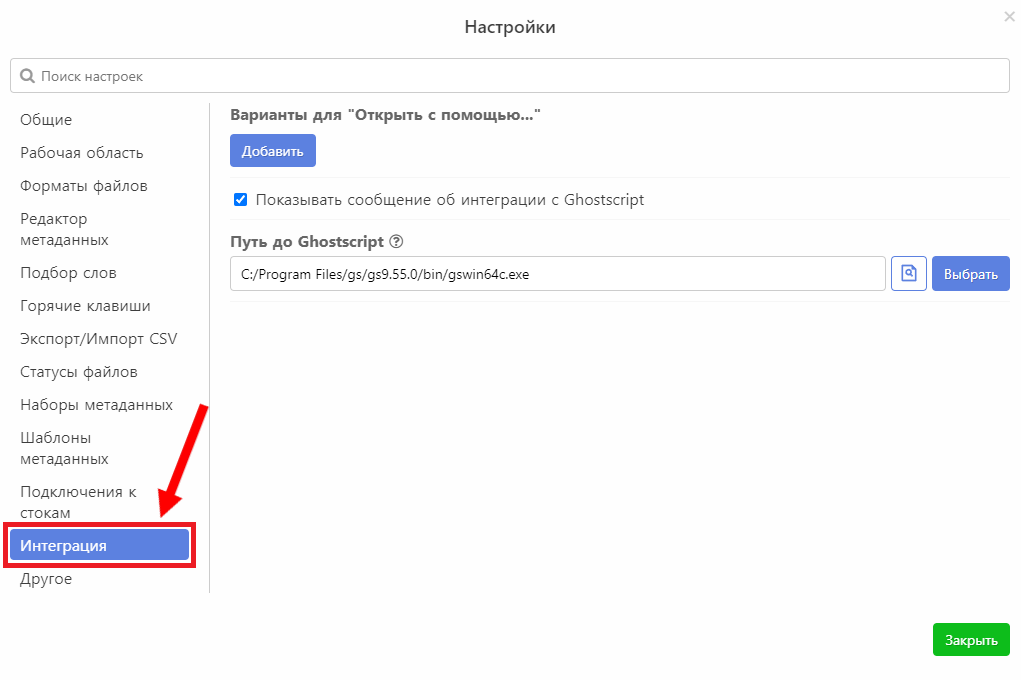 Настройки
Поиск настроек
Общие
Рабочая область
Форматы файлов
Редактор
метаданных
Подбор слов
Горячие клавиши
Экспорт/Импорт CSV
Статусы файлов
Наборы метаданных
Шаблоны
метаданных
Подключения к
стокам
Интеграция
Другое
Варианты для "Открыть с помощью..."
Добавить
Показывать сообщение об интеграции с Ghostscript
Путь до Ghostscript
C:/Program Files/gs/gs9.55.0/bin/gswin64c.exe
Выбрать
Закрыть